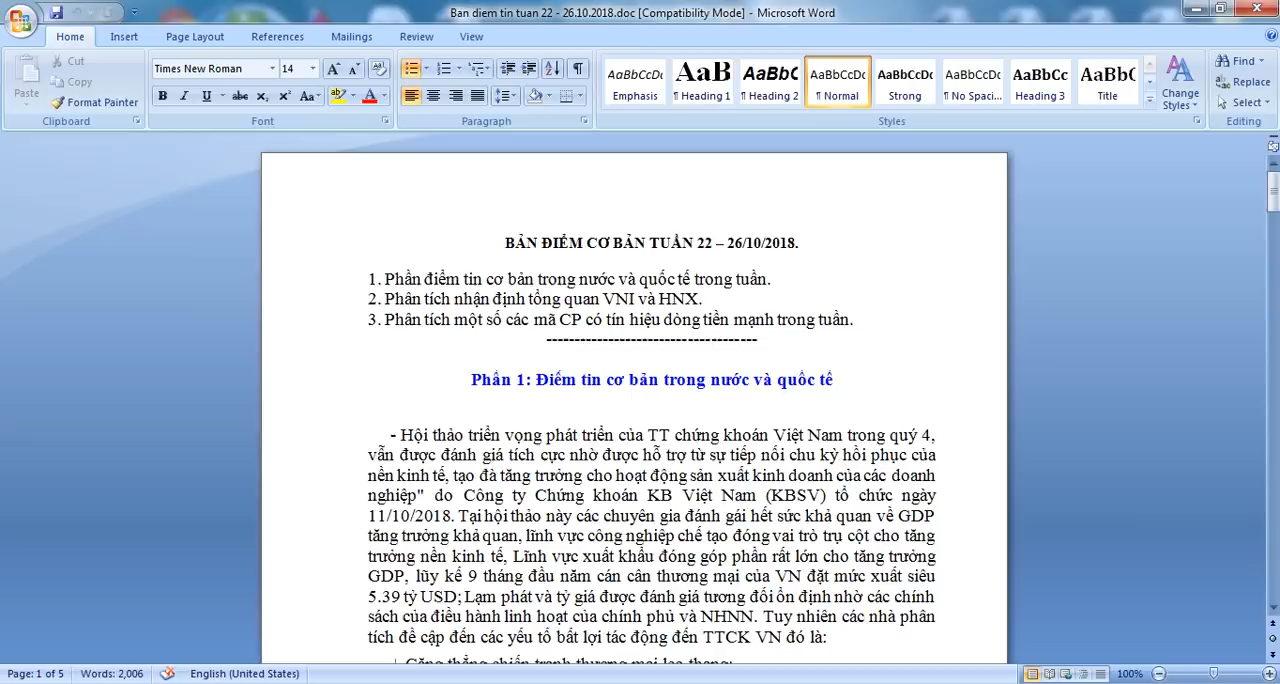 Ban diem tin tuan 22 - 26.10.2018.doc [Compatibility Mode] - Microsoft Word
Home Insert Page Layout References Mailings Review View
Paste
Cut
Copy
Format Painter
Clipboard
Times New Roman 14
B I U abc x₂ x² Aa
Font
Paragraph
AaBbCcDc AaB AaBbC AaBbCcDc AaBbCcDc AaBbCcDc AaBbCc AaBbC
Emphasis ¶ Heading 1 ¶ Heading 2 ¶ Normal Strong ¶ No Spaci... Heading 3 Title
Change Styles
Styles
Find
Replace
Select
Editing
BẢN ĐIỂM CƠ BẢN TUẦN 22 – 26/10/2018.
1. Phần điểm tin cơ bản trong nước và quốc tế trong tuần.
2. Phân tích nhận định tổng quan VNI và HNX.
3. Phân tích một số các mã CP có tín hiệu dòng tiền mạnh trong tuần.
-------------------------------------
Phần 1: Điểm tin cơ bản trong nước và quốc tế
- Hội thảo triển vọng phát triển của TT chứng khoán Việt Nam trong quý 4,
vẫn được đánh giá tích cực nhờ được hỗ trợ từ sự tiếp nối chu kỳ hồi phục của
nền kinh tế, tạo đà tăng trưởng cho hoạt động sản xuất kinh doanh của các doanh
nghiệp" do Công ty Chứng khoán KB Việt Nam (KBSV) tổ chức ngày
11/10/2018. Tại hội thảo này các chuyên gia đánh gái hết sức khả quan về GDP
tăng trưởng khả quan, lĩnh vực công nghiệp chế tạo đóng vai trò trụ cột cho tăng
trưởng nền kinh tế, Lĩnh vực xuất khẩu đóng góp phần rất lớn cho tăng trưởng
GDP, lũy kế 9 tháng đầu năm cán cân thương mại của VN đặt mức xuất siêu
5.39 tỷ USD; Lạm phát và tỷ giá được đánh giá tương đối ổn định nhờ các chính
sách của điều hành linh hoạt của chính phủ và NHNN. Tuy nhiên các nhà phân
tích đề cập đến các yếu tố bất lợi tác động đến TTCK VN đó là:
Căng thẳng chiến tranh thương mại leo thang;
Page: 1 of 5 Words: 2,006 English (United States) 100%